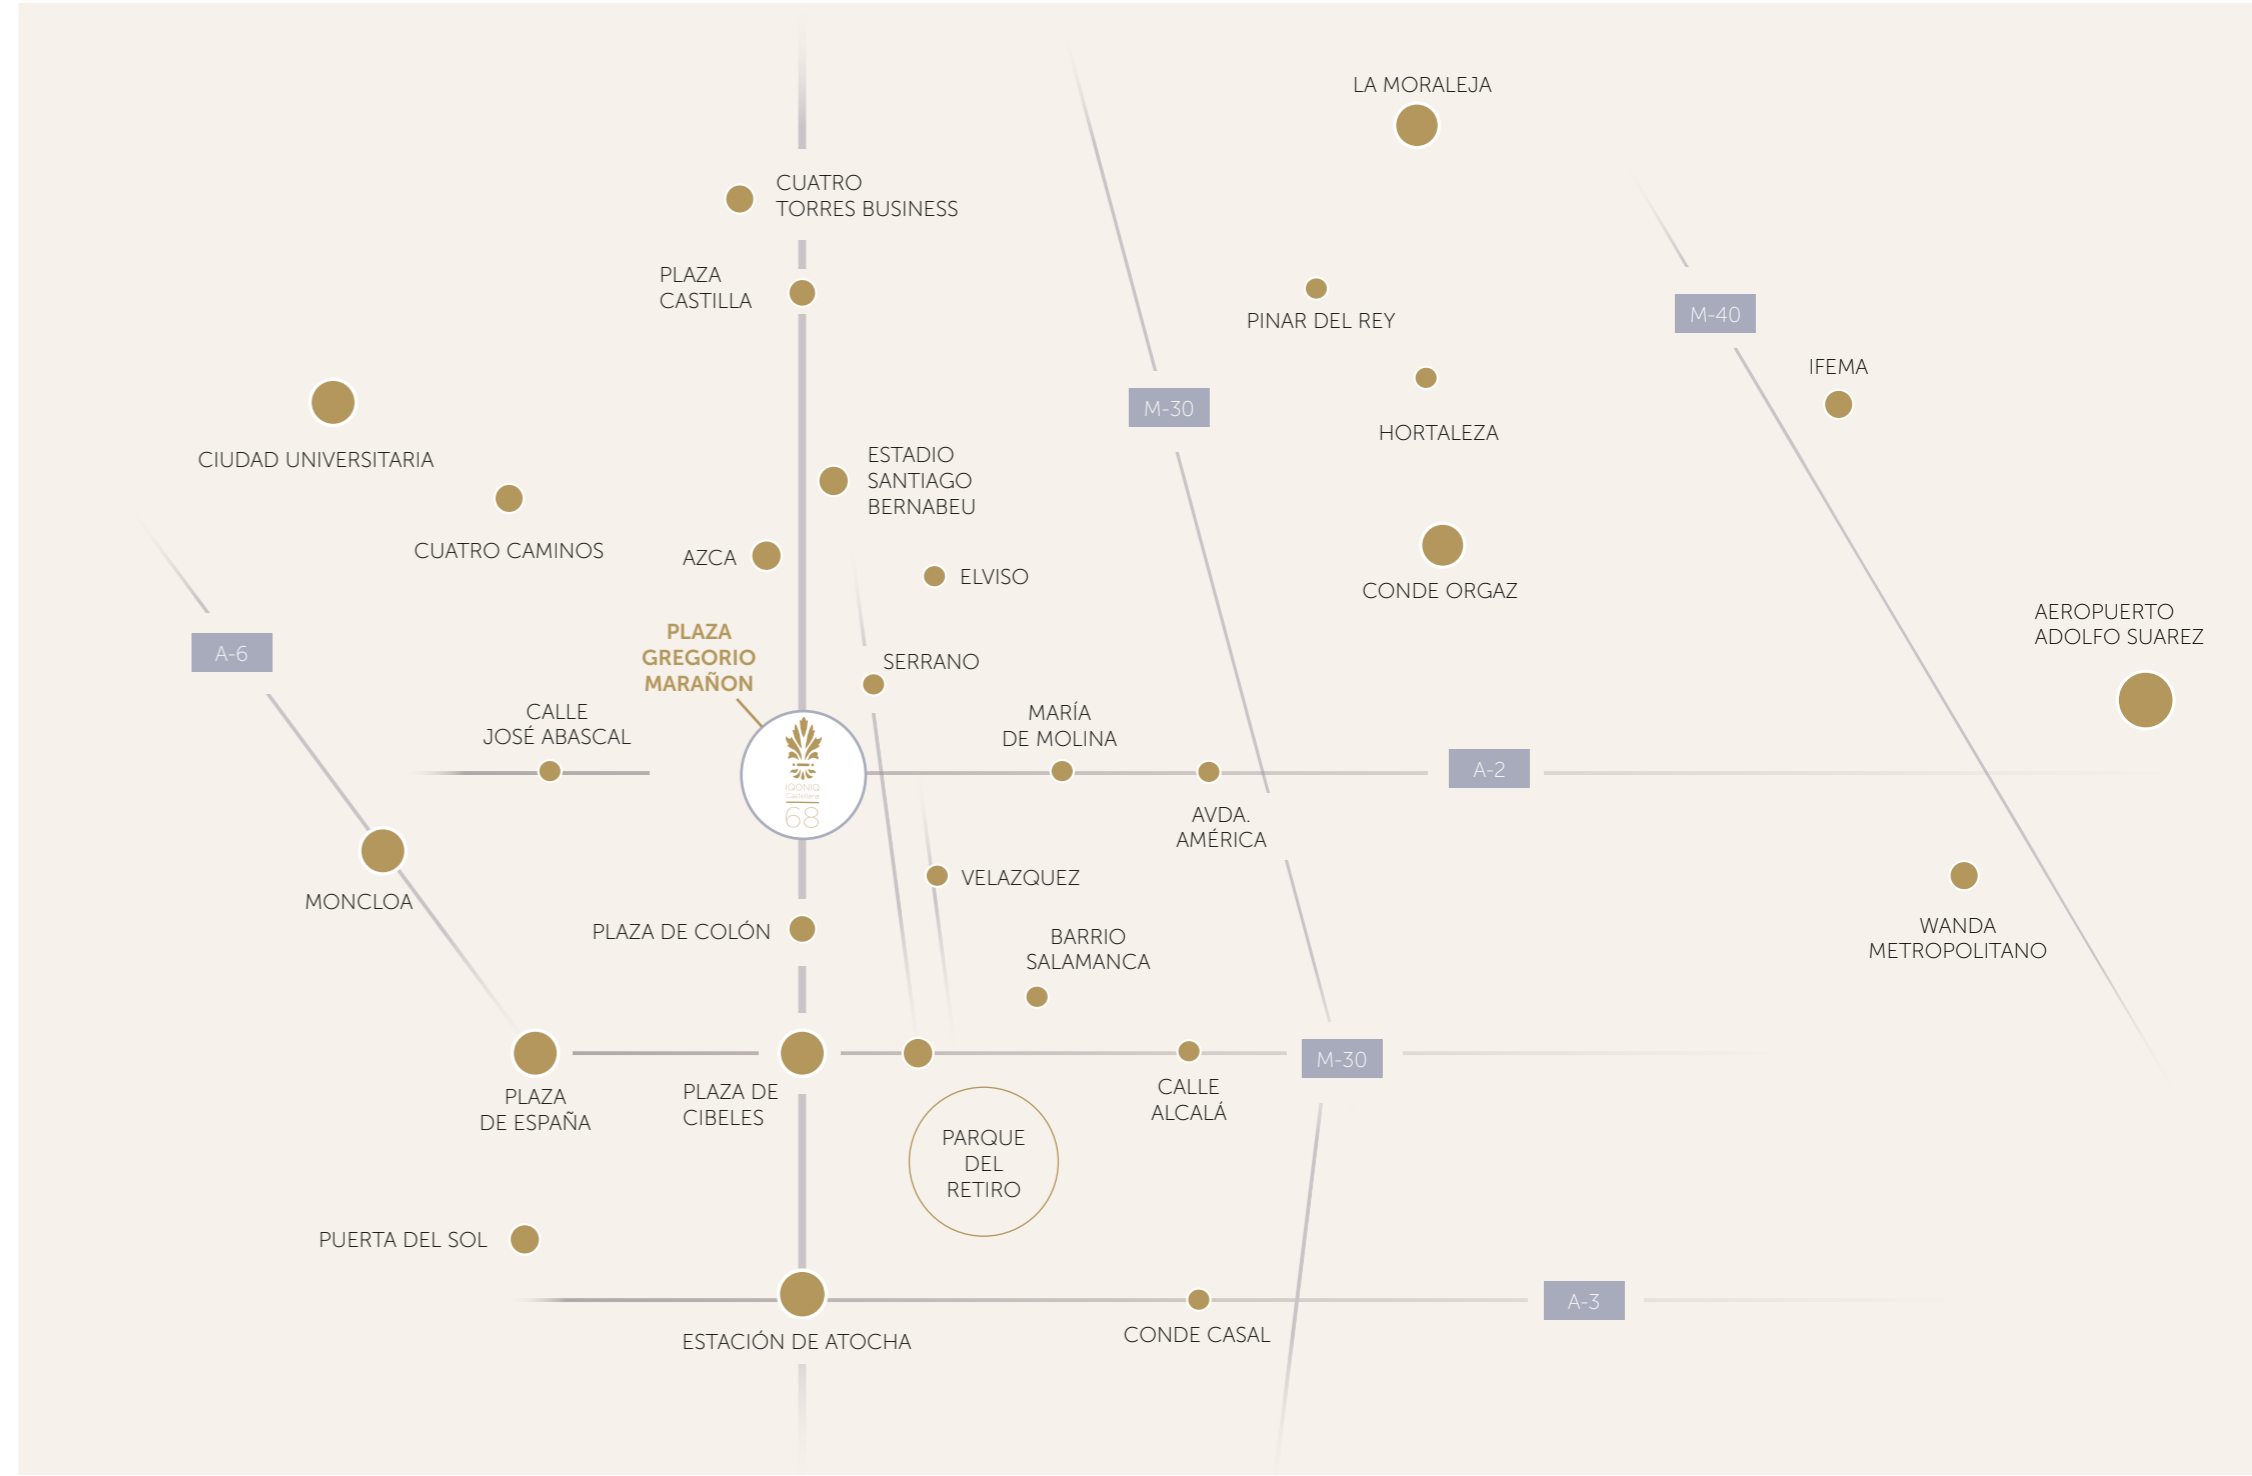 LA MORALEJA
CUATRO
TORRES BUSINESS
PLAZA
CASTILLA
PINAR DEL REY
M-40
IFEMA
M-30
HORTALEZA
CIUDAD UNIVERSITARIA
ESTADIO
SANTIAGO
BERNABEU
CUATRO CAMINOS
AZCA
ELVISO
CONDE ORGAZ
AEROPUERTO
ADOLFO SUAREZ
A-6
PLAZA
GREGORIO
MARAÑON
SERRANO
CALLE
JOSÉ ABASCAL
MARÍA
DE MOLINA
A-2
IQONIQ
Castellana
68
AVDA.
AMÉRICA
MONCLOA
VELAZQUEZ
PLAZA DE COLÓN
BARRIO
SALAMANCA
WANDA
METROPOLITANO
M-30
PLAZA
DE ESPAÑA
PLAZA DE
CIBELES
CALLE
ALCALÁ
PARQUE
DEL
RETIRO
PUERTA DEL SOL
A-3
ESTACIÓN DE ATOCHA
CONDE CASAL